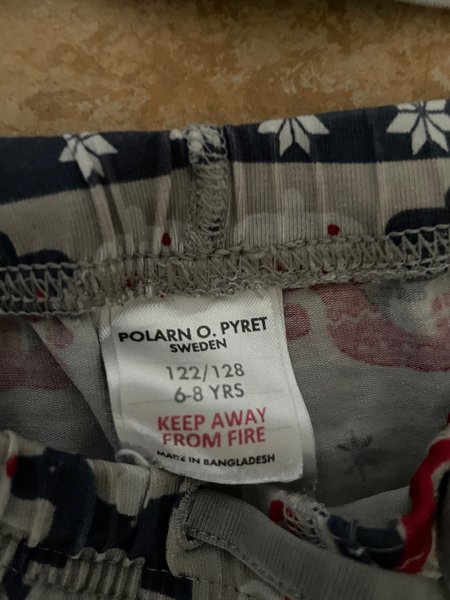 POLARN O. PYRET
SWEDEN
122/128
6-8 YRS
KEEP AWAY
FROM FIRE
MADE IN BANGLADESH